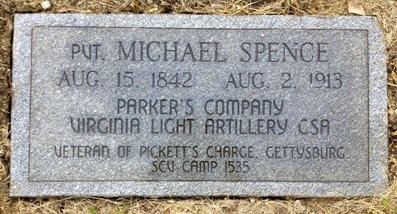 PVT. MICHAEL SPENCE
AUG. 15. 1842 AUG. 2. 1913
PARKER'S COMPANY
VIRGINIA LIGHT ARTILLERY CSA
VETERAN OF PICKETT'S CHARGE, GETTYSBURG
SCV CAMP 1535